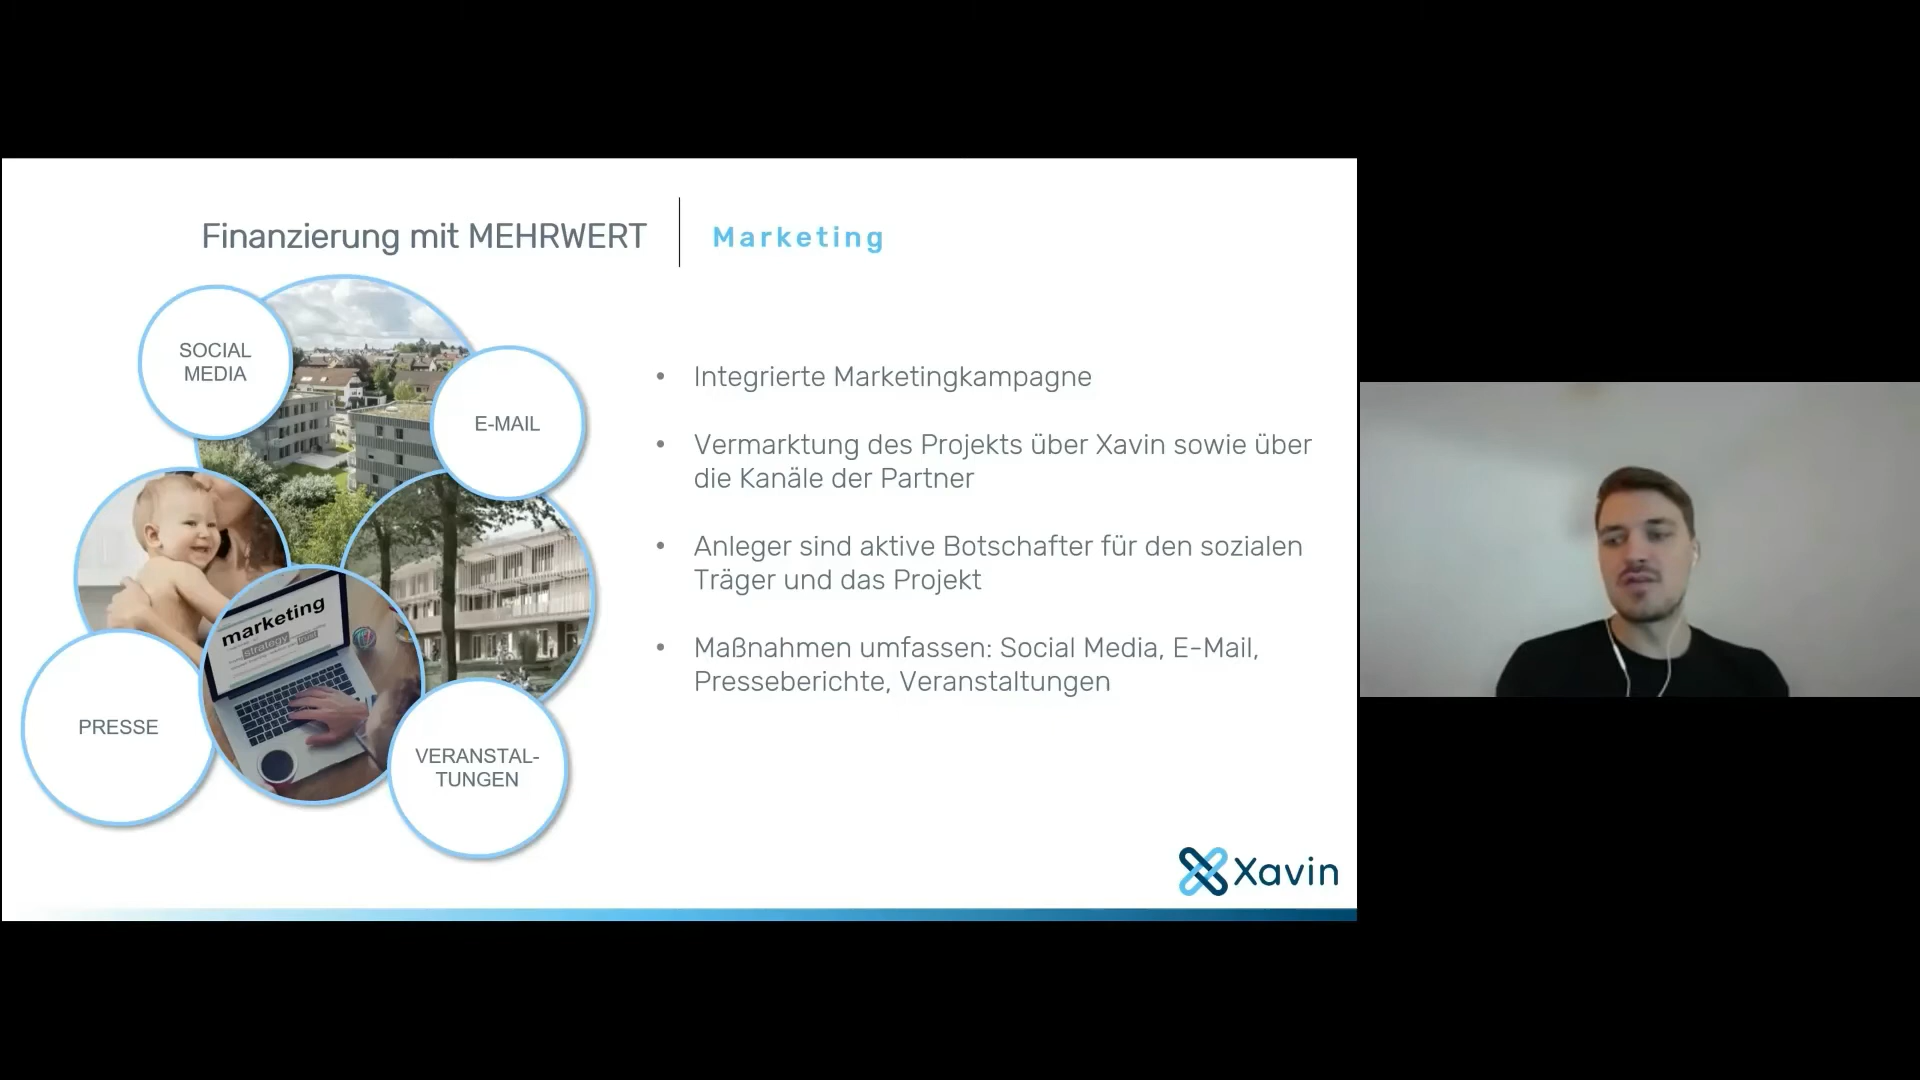 Finanzierung mit MEHRWERT
Marketing
SOCIAL
MEDIA
E-MAIL
marketing
strategy
trust
PRESSE
VERANSTAL-
TUNGEN
• Integrierte Marketingkampagne
• Vermarktung des Projekts über Xavin sowie über
die Kanäle der Partner
• Anleger sind aktive Botschafter für den sozialen
Träger und das Projekt
• Maßnahmen umfassen: Social Media, E-Mail,
Presseberichte, Veranstaltungen
Xavin